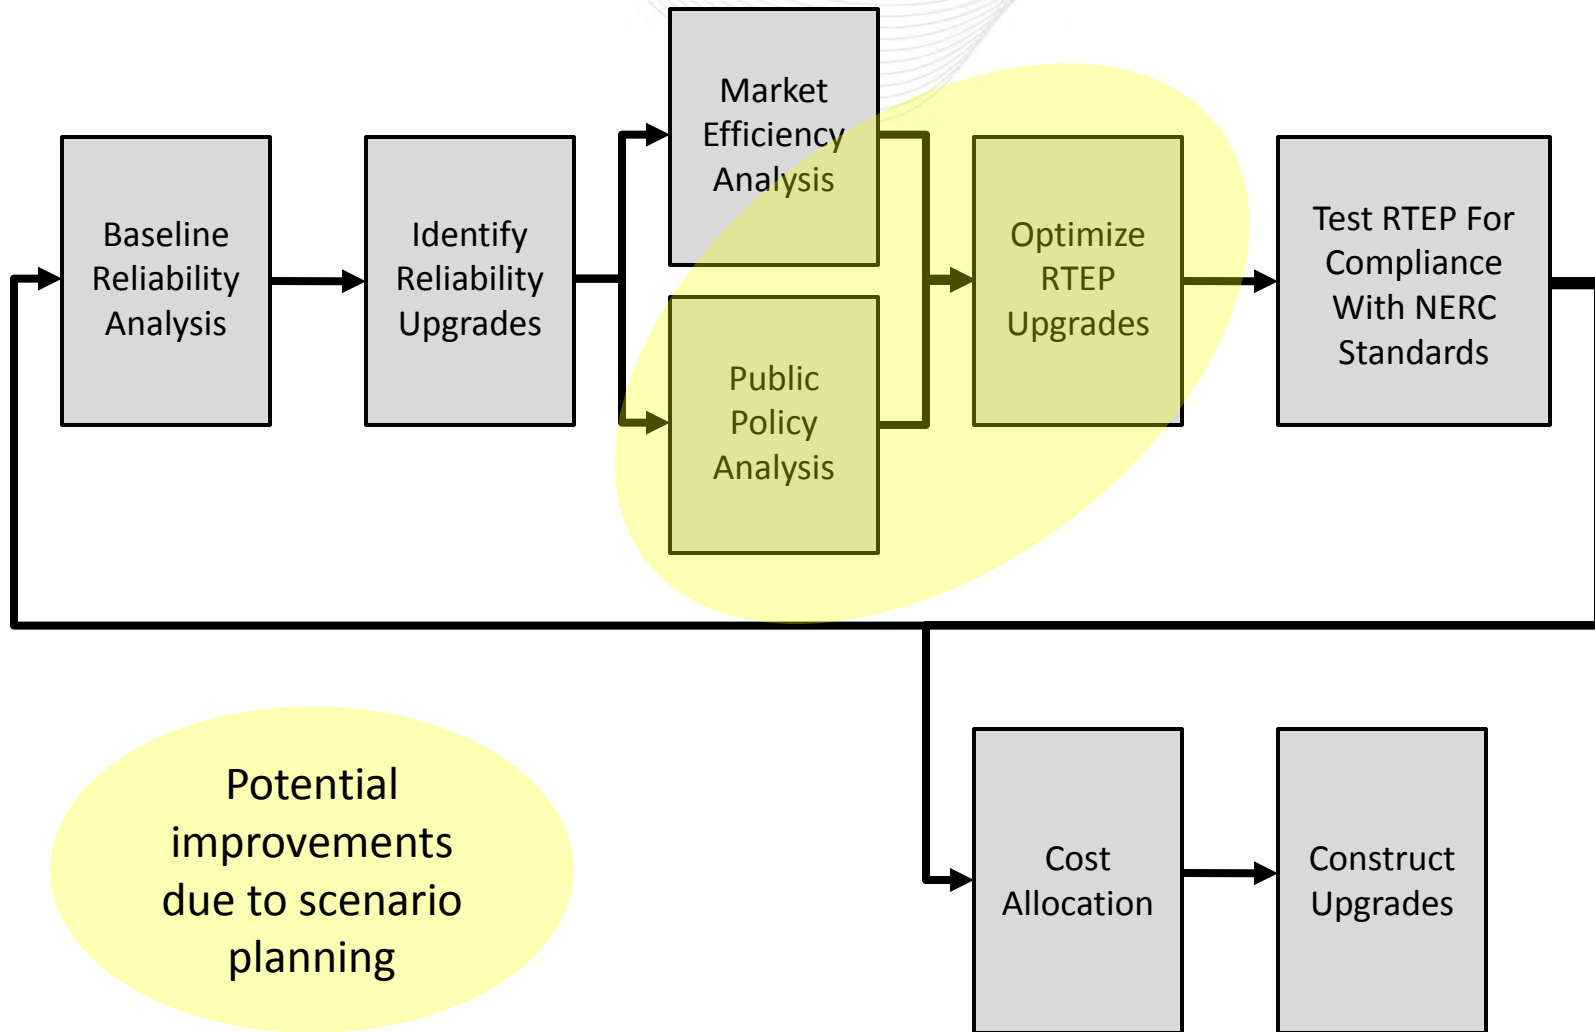 Baseline
Reliability
Analysis
Identify
Reliability
Upgrades
Market
Efficiency
Analysis
Public
Policy
Analysis
Optimize
RTEP
Upgrades
Test RTEP For
Compliance
With NERC
Standards
Potential
improvements
due to scenario
planning
Cost
Allocation
Construct
Upgrades